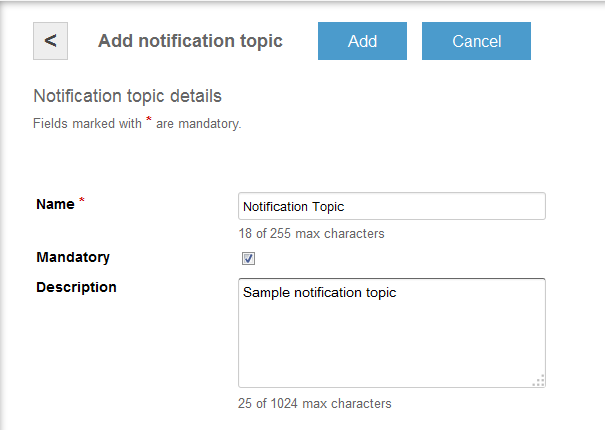 < Add notification topic Add Cancel
Notification topic details
Fields marked with * are mandatory.
Name * Notification Topic
18 of 255 max characters
Mandatory
Description Sample notification topic
25 of 1024 max characters